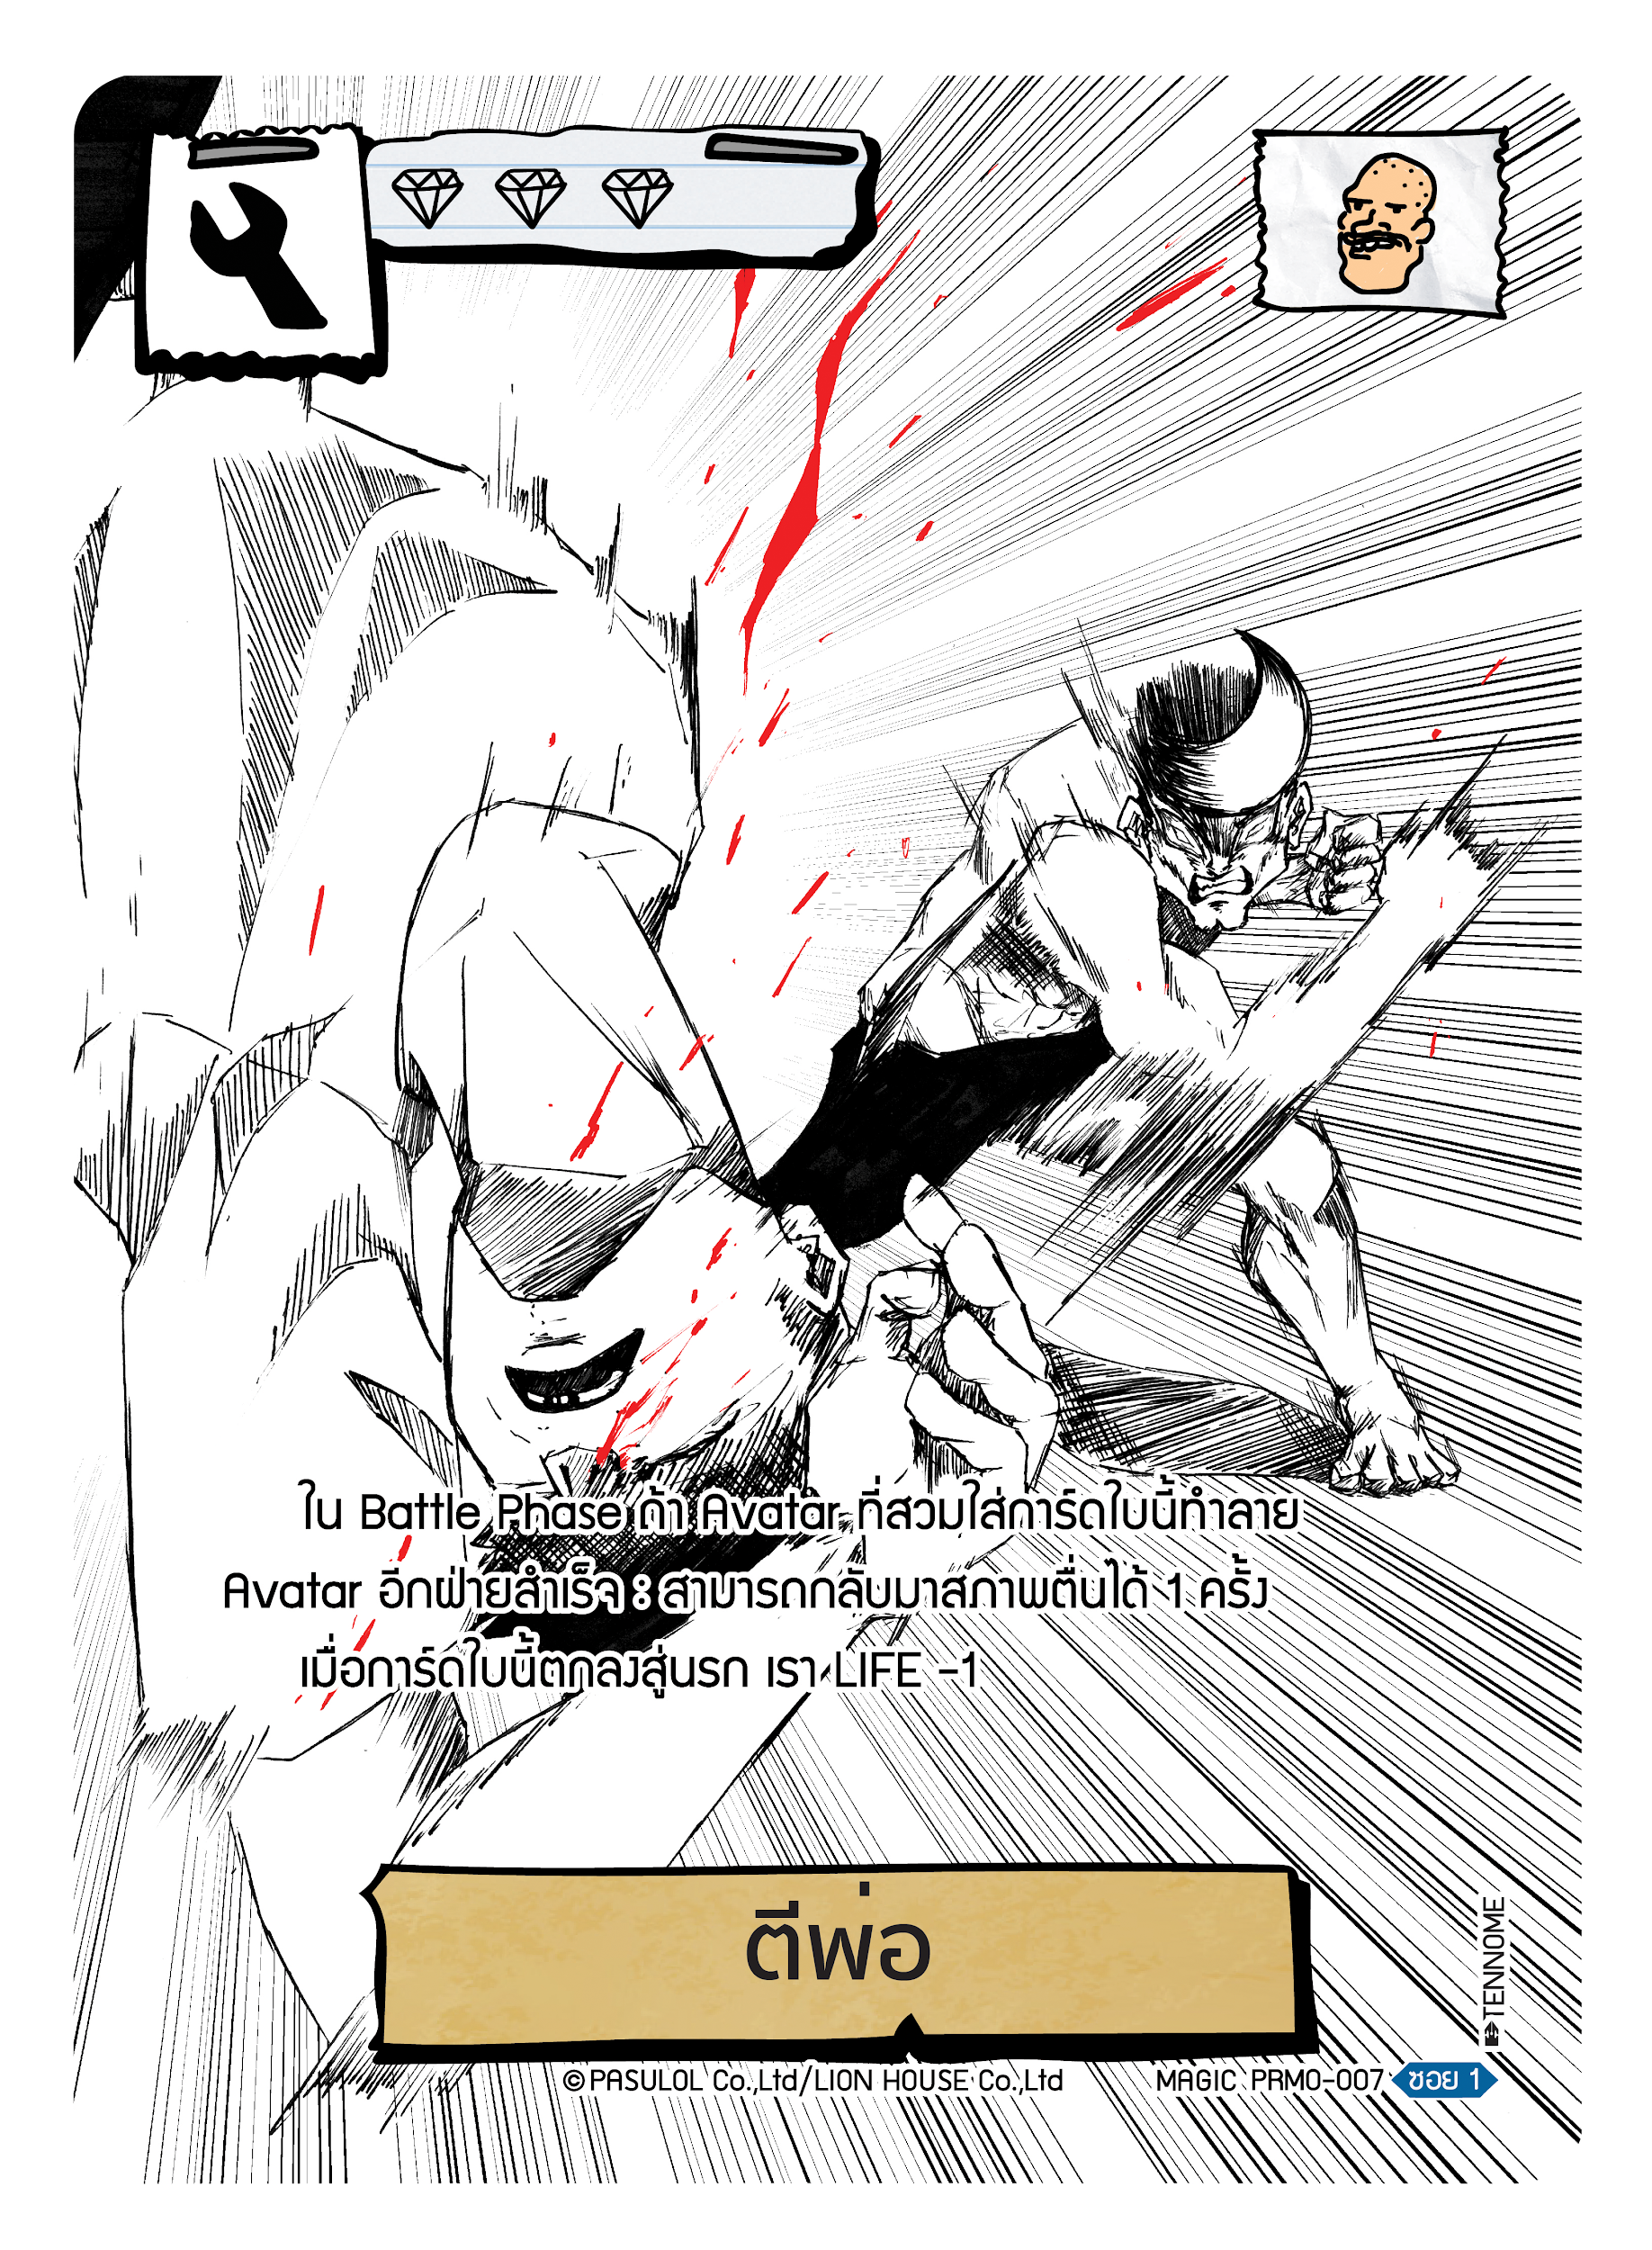 ใน Battle Phase ถ้า Avatar ที่สวมใส่การ์ดใบนี้ทำลาย
Avatar อีกฝ่ายสำเร็จ : สามารถกลับมาสภาพตื่นได้ 1 ครั้ง
เมื่อการ์ดใบนี้ตกลงสู่นรก เรา LIFE -1
ตีพ่อ
TENNOME
©PASULOL Co.,Ltd/LION HOUSE Co.,Ltd
MAGIC PRMO-007 ซอย 1